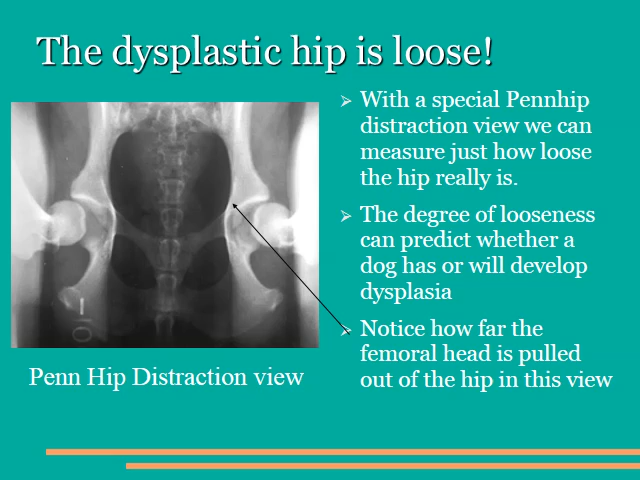 The dysplastic hip is loose!
With a special Pennhip
distraction view we can
measure just how loose
the hip really is.
The degree of looseness
can predict whether a
dog has or will develop
dysplasia
Notice how far the
femoral head is pulled
out of the hip in this view
Penn Hip Distraction view